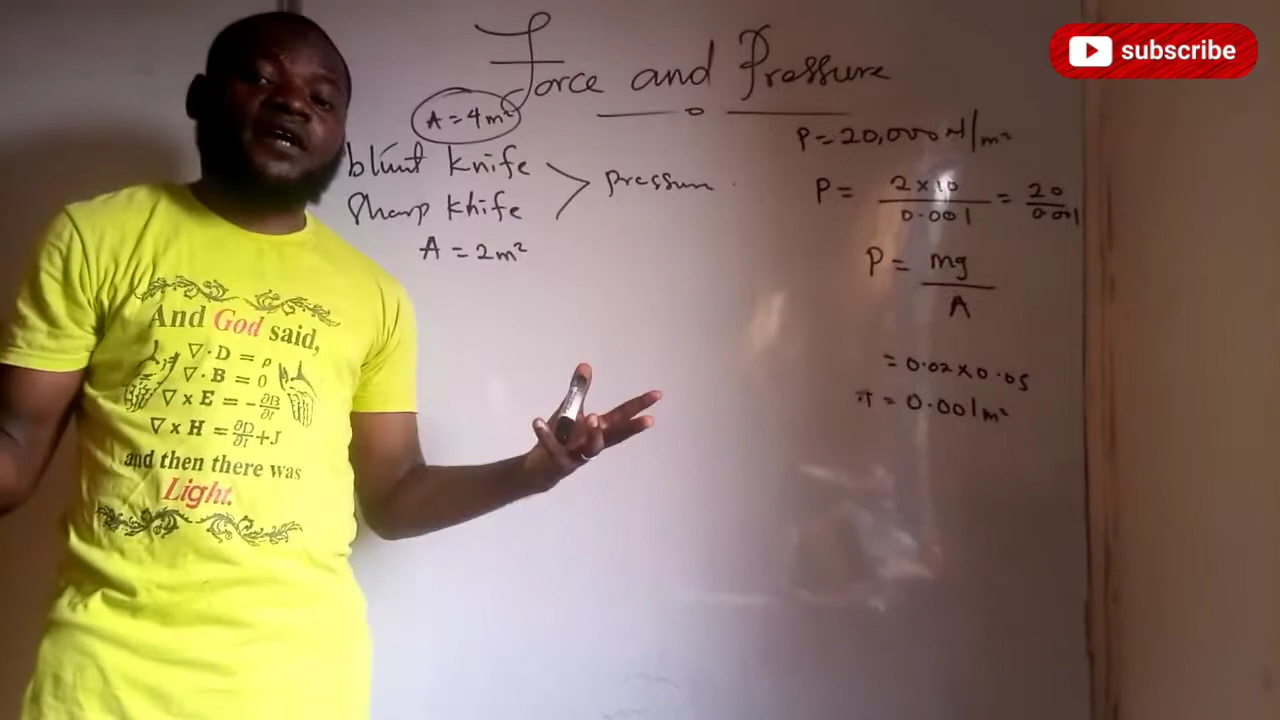 subscribe
Force and Pressure
A = 4m²
blunt knife
Sharp knife
pressure.
A = 2m²
P = 20,000N/m²
P = 2 × 10 / 0.001 = 20 / 0.001
P = mg / A
= 0.02 × 0.05
= 0.001m²
And God said,
∇·D = ρ
∇·B = 0
∇ x E = -∂B/∂t
∇ x H = ∂D/∂t + J
and then there was
Light.